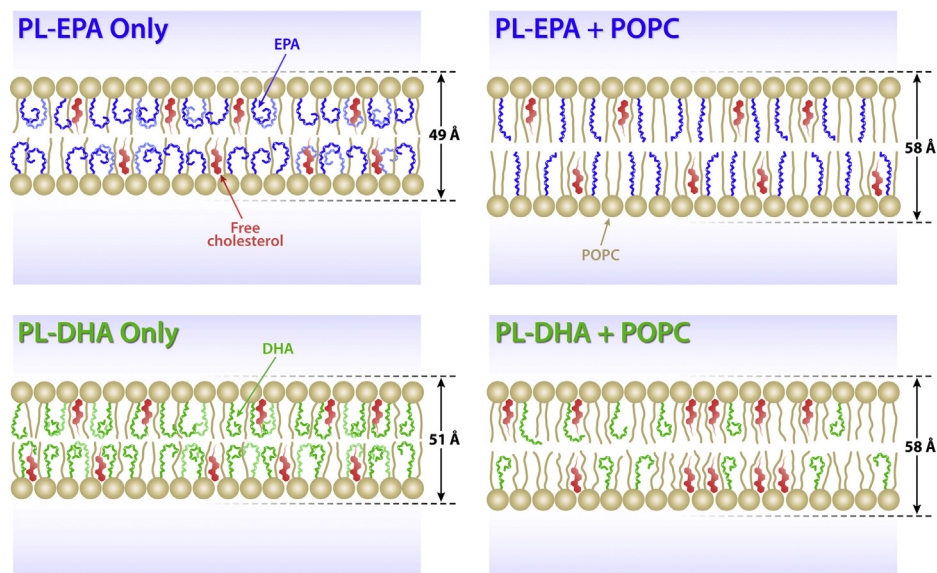 PL-EPA Only
EPA
49 Å
Free
cholesterol
PL-EPA + POPC
58 Å
POPC
PL-DHA Only
DHA
51 Å
PL-DHA + POPC
58 Å